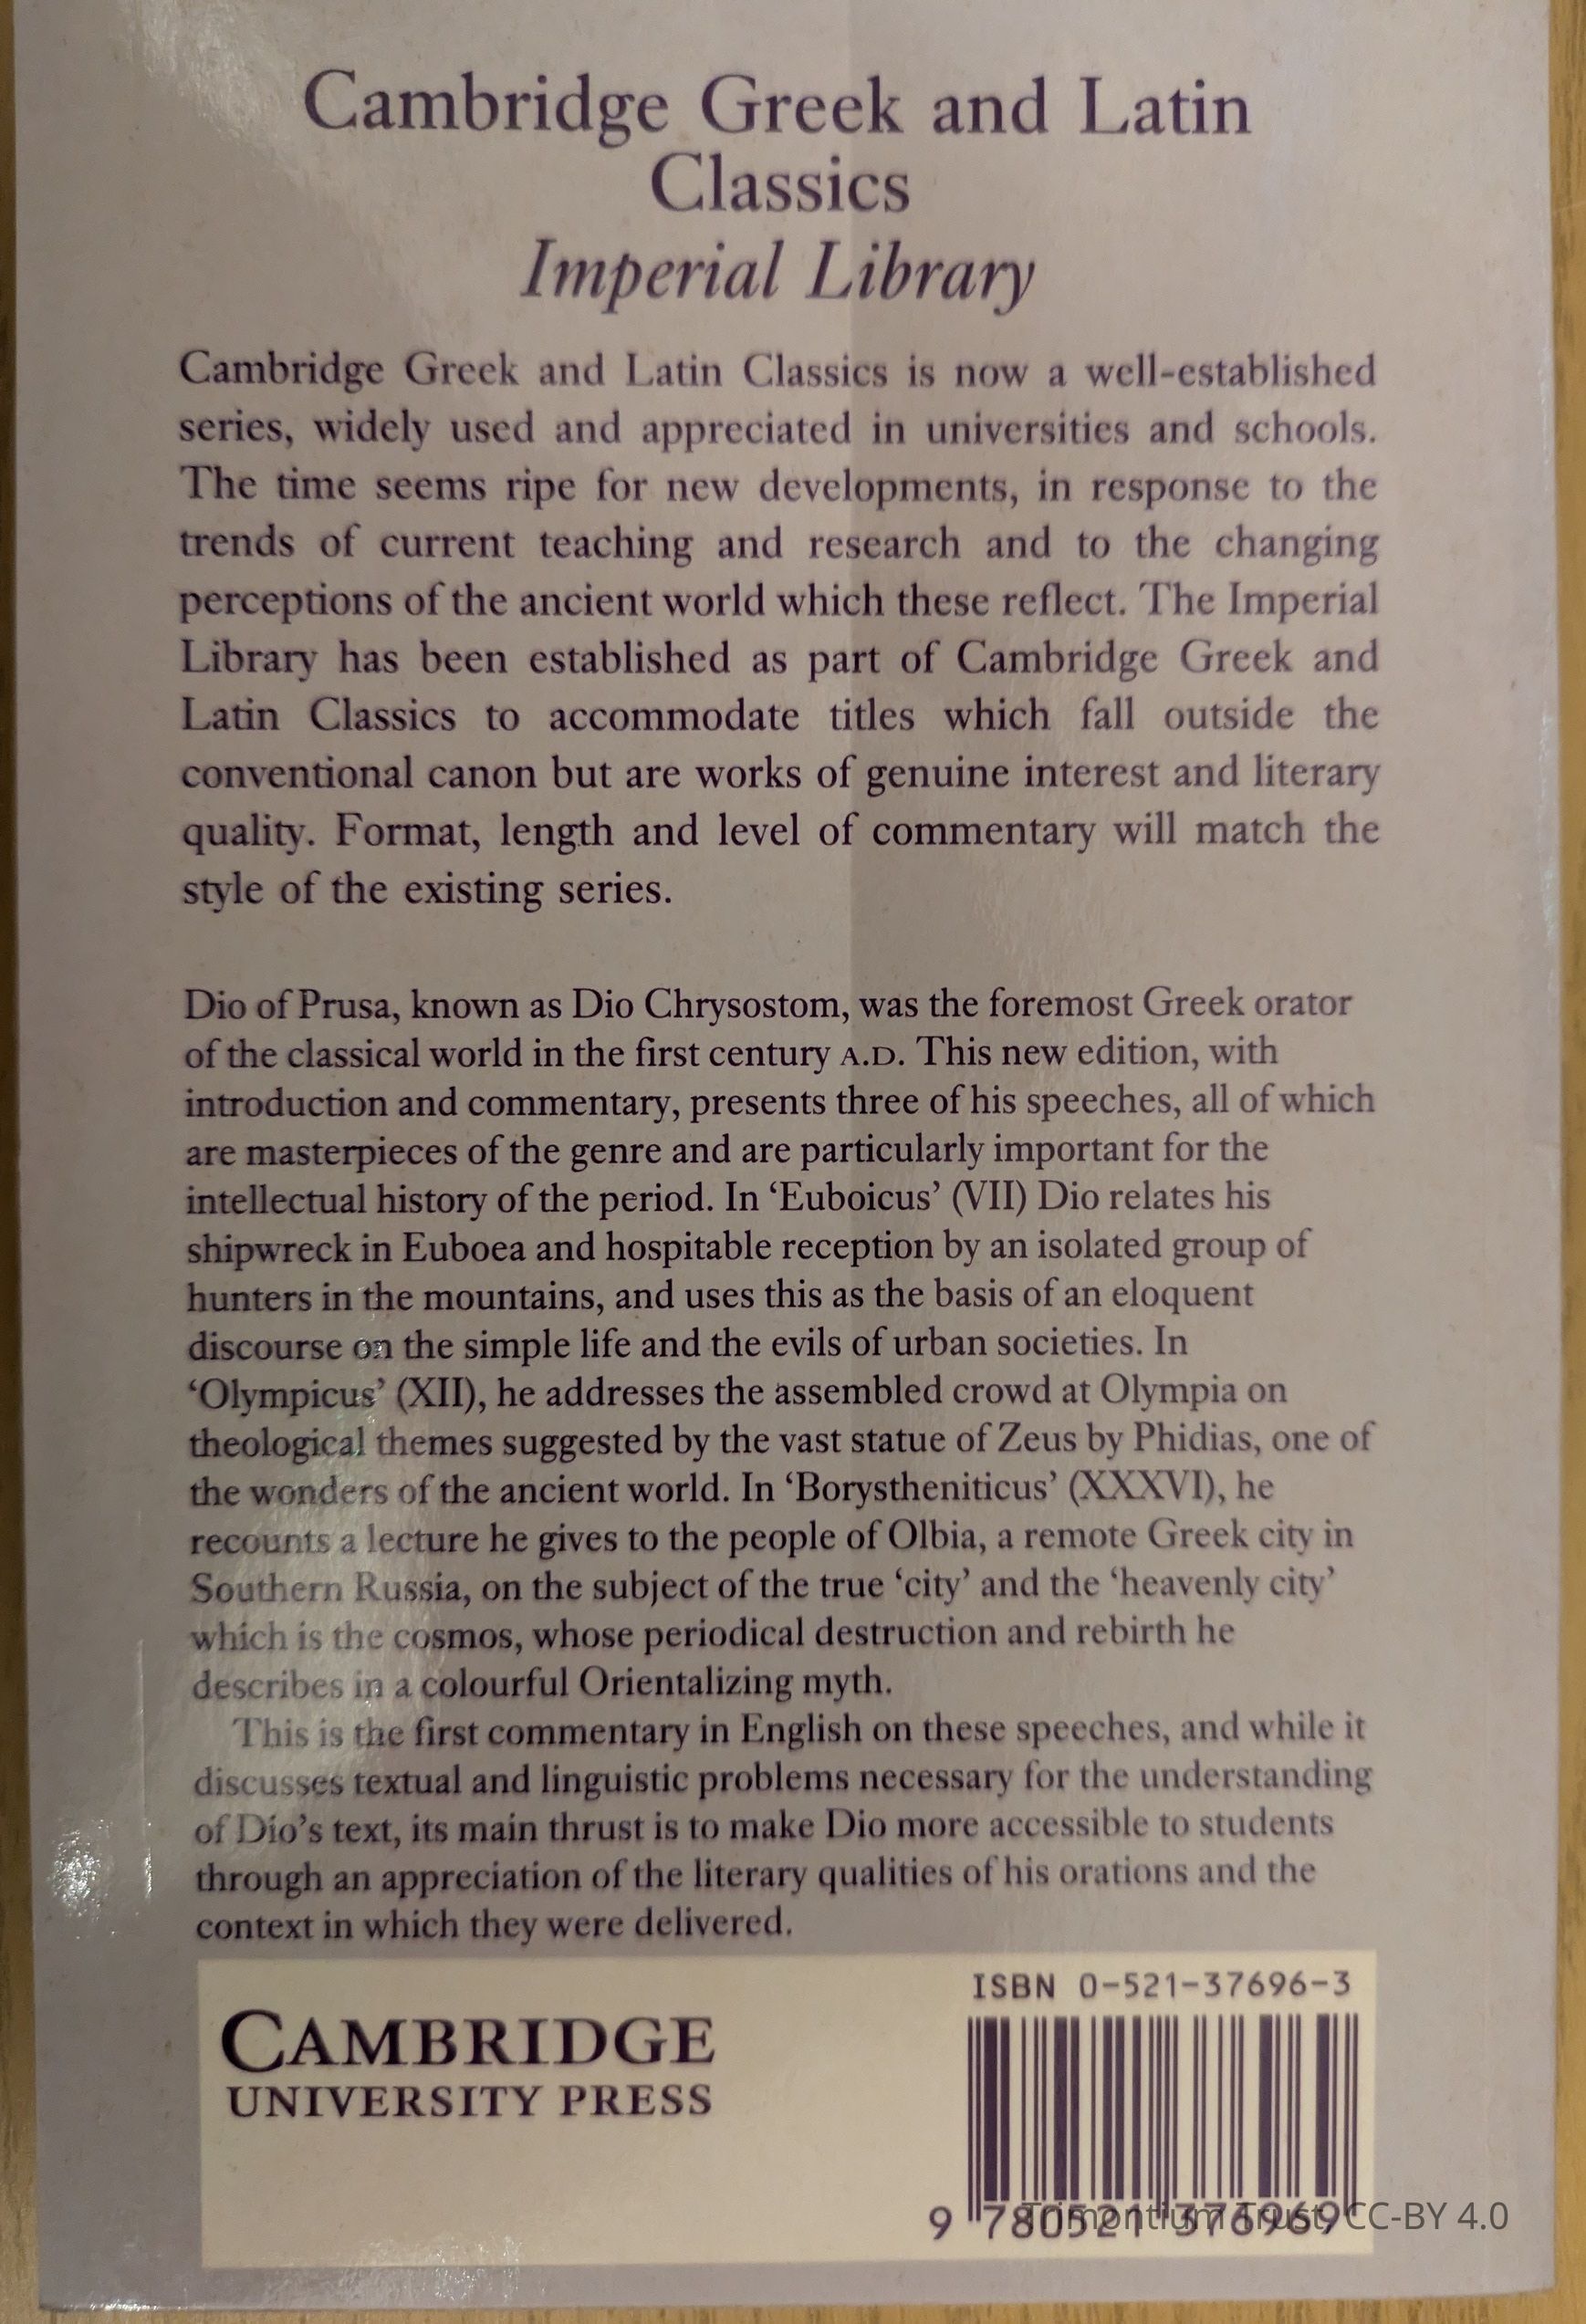 Cambridge Greek and Latin
Classics
Imperial Library
Cambridge Greek and Latin Classics is now a well-established
series, widely used and appreciated in universities and schools.
The time seems ripe for new developments, in response to the
trends of current teaching and research and to the changing
perceptions of the ancient world which these reflect. The Imperial
Library has been established as part of Cambridge Greek and
Latin Classics to accommodate titles which fall outside the
conventional canon but are works of genuine interest and literary
quality. Format, length and level of commentary will match the
style of the existing series.
Dio of Prusa, known as Dio Chrysostom, was the foremost Greek orator
of the classical world in the first century A.D. This new edition, with
introduction and commentary, presents three of his speeches, all of which
are masterpieces of the genre and are particularly important for the
intellectual history of the period. In ‘Euboicus’ (VII) Dio relates his
shipwreck in Euboea and hospitable reception by an isolated group of
hunters in the mountains, and uses this as the basis of an eloquent
discourse on the simple life and the evils of urban societies. In
‘Olympicus’ (XII), he addresses the assembled crowd at Olympia on
theological themes suggested by the vast statue of Zeus by Phidias, one of
the wonders of the ancient world. In ‘Borystheniticus’ (XXXVI), he
recounts a lecture he gives to the people of Olbia, a remote Greek city in
Southern Russia, on the subject of the true ‘city’ and the ‘heavenly city’
which is the cosmos, whose periodical destruction and rebirth he
describes in a colourful Orientalizing myth.
This is the first commentary in English on these speeches, and while it
discusses textual and linguistic problems necessary for the understanding
of Dio’s text, its main thrust is to make Dio more accessible to students
through an appreciation of the literary qualities of his orations and the
context in which they were delivered.
CAMBRIDGE
UNIVERSITY PRESS
ISBN 0-521-37696-3
9 780521 376969
Trimontium Trust, CC-BY 4.0